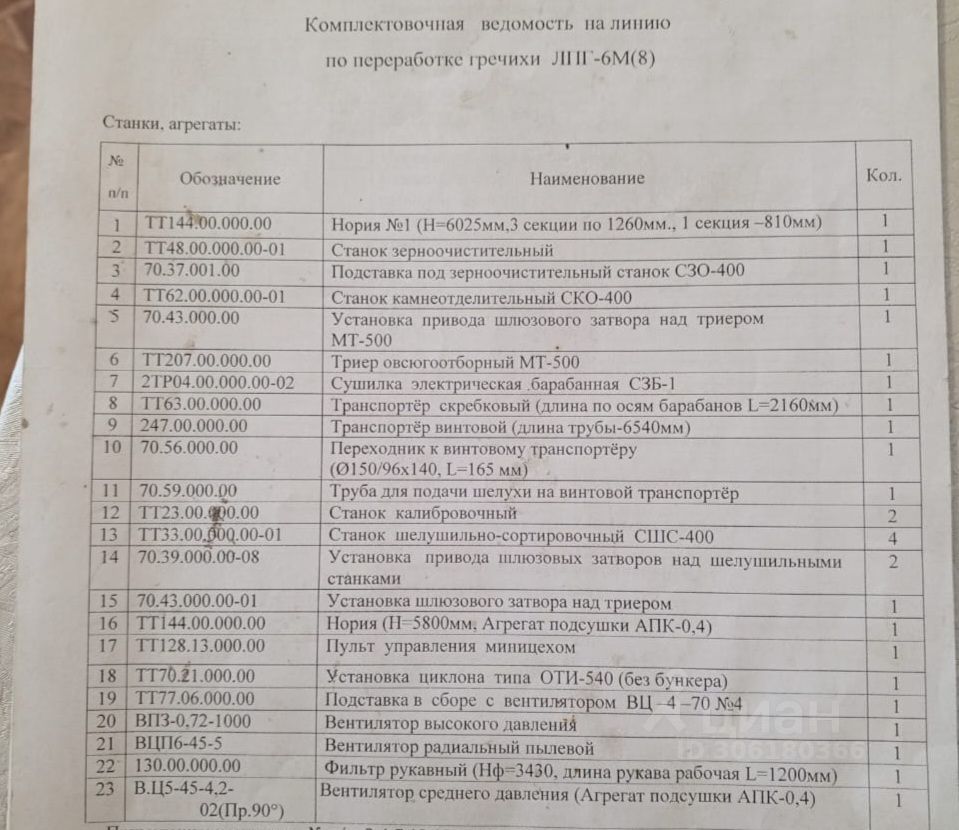 Комплектовочная ведомость на линию
по переработке гречихи ЛПГ-6М(8)
Станки, агрегаты:
№ п/п Обозначение Наименование Кол.
1 ТТ144.00.000.00 Нория №1 (Н=6025мм,3 секции по 1260мм., 1 секция –810мм) 1
2 ТТ48.00.000.00-01 Станок зерноочистительный 1
3 70.37.001.00 Подставка под зерноочистительный станок СЗО-400 1
4 ТТ62.00.000.00-01 Станок камнеотделительный СКО-400 1
5 70.43.000.00 Установка привода шлюзового затвора над триером 1
МТ-500
6 ТТ207.00.000.00 Триер овсюгоотборный МТ-500 1
7 2ТР04.00.000.00-02 Сушилка электрическая барабанная СЗБ-1 1
8 ТТ63.00.000.00 Транспортёр скребковый (длина по осям барабанов L=2160мм) 1
9 247.00.000.00 Транспортёр винтовой (длина трубы-6540мм) 1
10 70.56.000.00 Переходник к винтовому транспортёру 1
(Ø150/96х140, L=165 мм)
11 70.59.000.00 Труба для подачи шелухи на винтовой транспортёр 1
12 ТТ23.00.000.00 Станок калибровочный 2
13 ТТ33.00.000.00-01 Станок шелушильно-сортировочный СШС-400 4
14 70.39.000.00-08 Установка привода шлюзовых затворов над шелушильными 2
станками
15 70.43.000.00-01 Установка шлюзового затвора над триером 1
16 ТТ144.00.000.00 Нория (Н=5800мм, Агрегат подсушки АПК-0,4) 1
17 ТТ128.13.000.00 Пульт управления миницехом 1
18 ТТ70.21.000.00 Установка циклона типа ОТИ-540 (без бункера) 1
19 ТТ77.06.000.00 Подставка в сборе с вентилятором ВЦ –4 –70 №4 1
20 ВПЗ-0,72-1000 Вентилятор высокого давления 1
21 ВЦП6-45-5 Вентилятор радиальный пылевой 1
22 130.00.000.00 Фильтр рукавный (Нф=3430, длина рукава рабочая L=1200мм) 1
23 В.Ц5-45-4,2- Вентилятор среднего давления (Агрегат подсушки АПК-0,4) 1
02(Пр.90°)
циан
ID 306180366